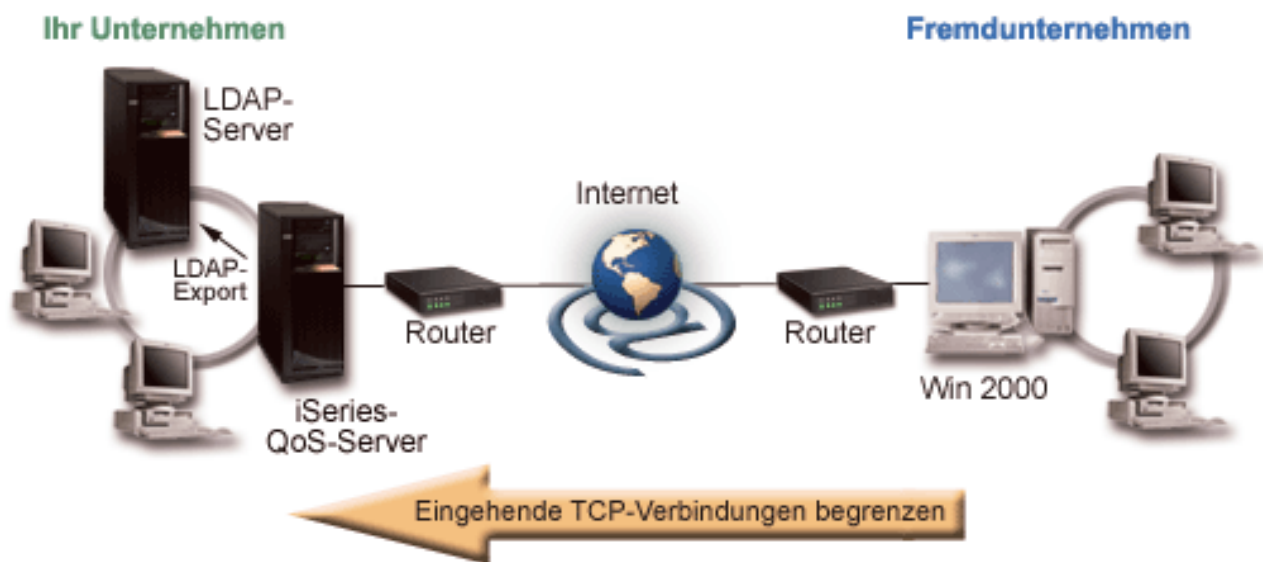 Ihr Unternehmen
Fremdunternehmen
LDAP-
Server
Internet
LDAP-
Export
Router
Router
Win 2000
iSeries-
QoS-Server
Eingehende TCP-Verbindungen begrenzen